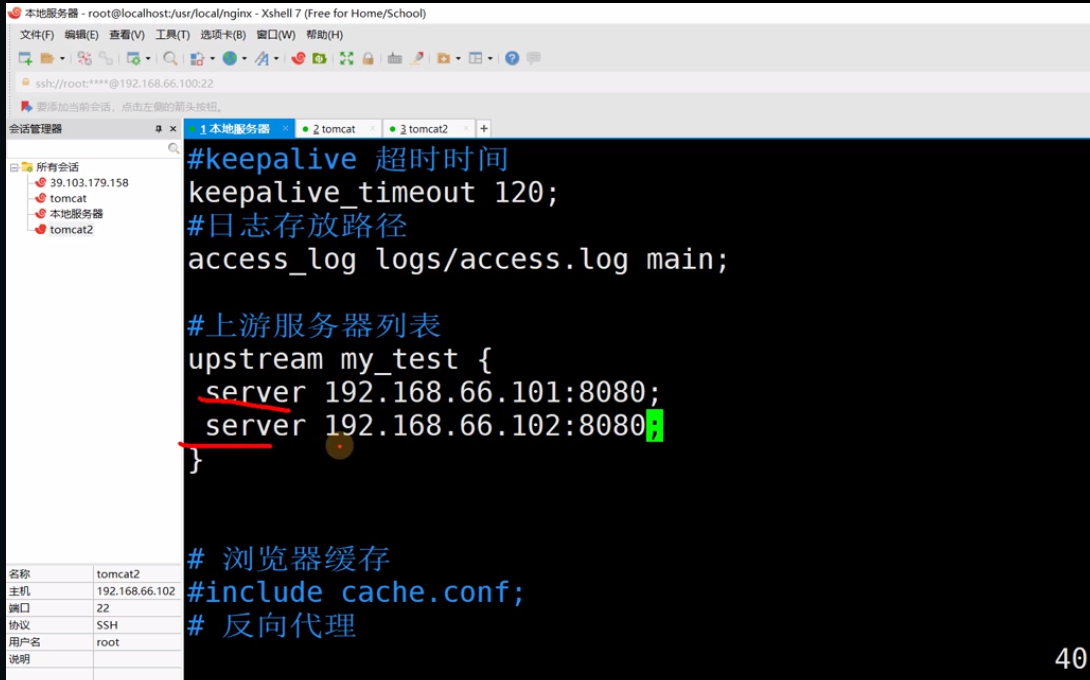 本地服务器 - root@localhost:/usr/local/nginx - Xshell 7 (Free for Home/School)
文件(F) 编辑(E) 查看(V) 工具(T) 选项卡(B) 窗口(W) 帮助(H)
ssh://root:****@192.168.66.100:22
要添加当前会话，点击左侧的箭头按钮。
会话管理器
1 本地服务器 2 tomcat 3 tomcat2
所有会话
39.103.179.158
tomcat
本地服务器
tomcat2
#keepalive 超时时间
keepalive_timeout 120;
#日志存放路径
access_log logs/access.log main;
#上游服务器列表
upstream my_test {
server 192.168.66.101:8080;
server 192.168.66.102:8080;
}
# 浏览器缓存
#include cache.conf;
# 反向代理
40
名称 tomcat2
主机 192.168.66.102
端口 22
协议 SSH
用户名 root
说明